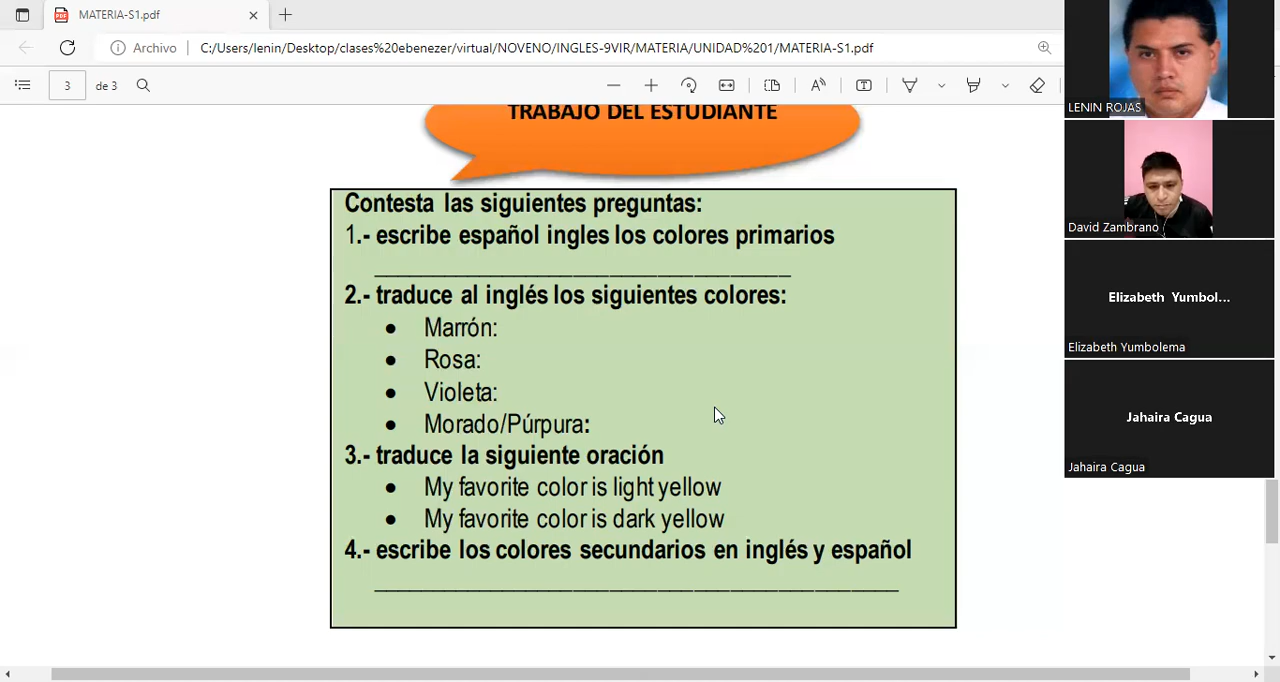 MATERIA-S1.pdf
Archivo
C:/Users/lenin/Desktop/clases%20ebenezer/virtual/NOVENO/INGLES-9VIR/MATERIA/UNIDAD%201/MATERIA-S1.pdf
3 de 3
TRABAJO DEL ESTUDIANTE
Contesta las siguientes preguntas:
1.- escribe español ingles los colores primarios
2.- traduce al inglés los siguientes colores:
Marrón:
Rosa:
Violeta:
Morado/Púrpura:
3.- traduce la siguiente oración
My favorite color is light yellow
My favorite color is dark yellow
4.- escribe los colores secundarios en inglés y español
LENIN ROJAS
David Zambrano
Elizabeth Yumbol...
Elizabeth Yumbolema
Jahaira Cagua
Jahaira Cagua